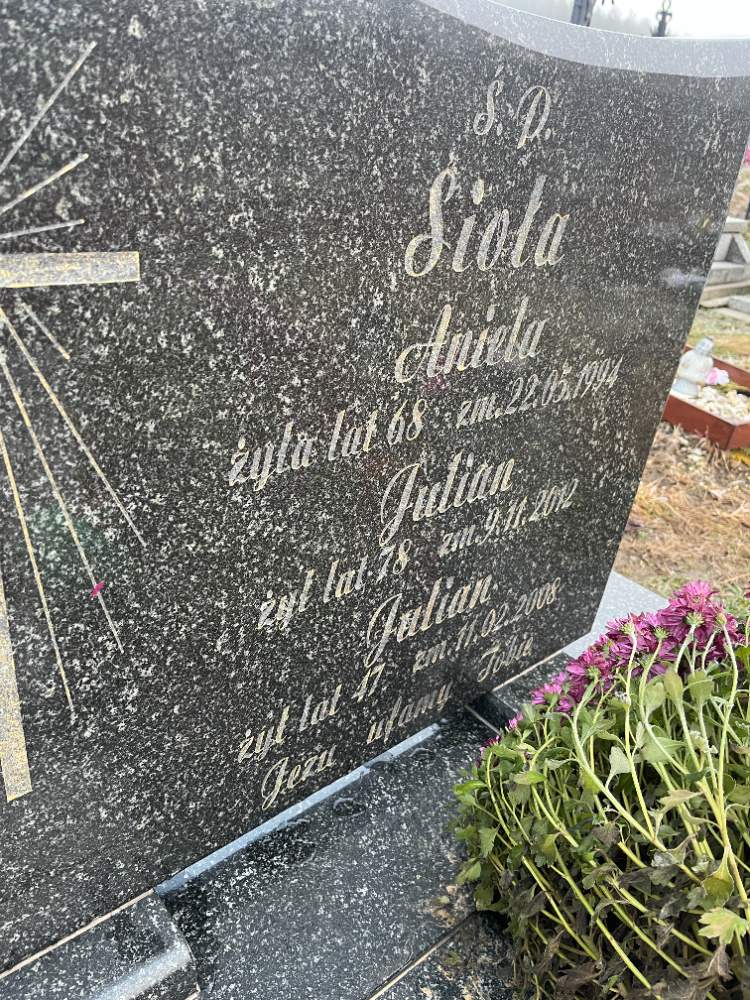 Ś. P.
Sioła
Aniela
żyła lat 68 zm. 22.05.1994
Julian
żył lat 78 zm. 9.11.2012
Julian
żył lat 47 zm. 11.02.2008
Jezu ufamy Tobie